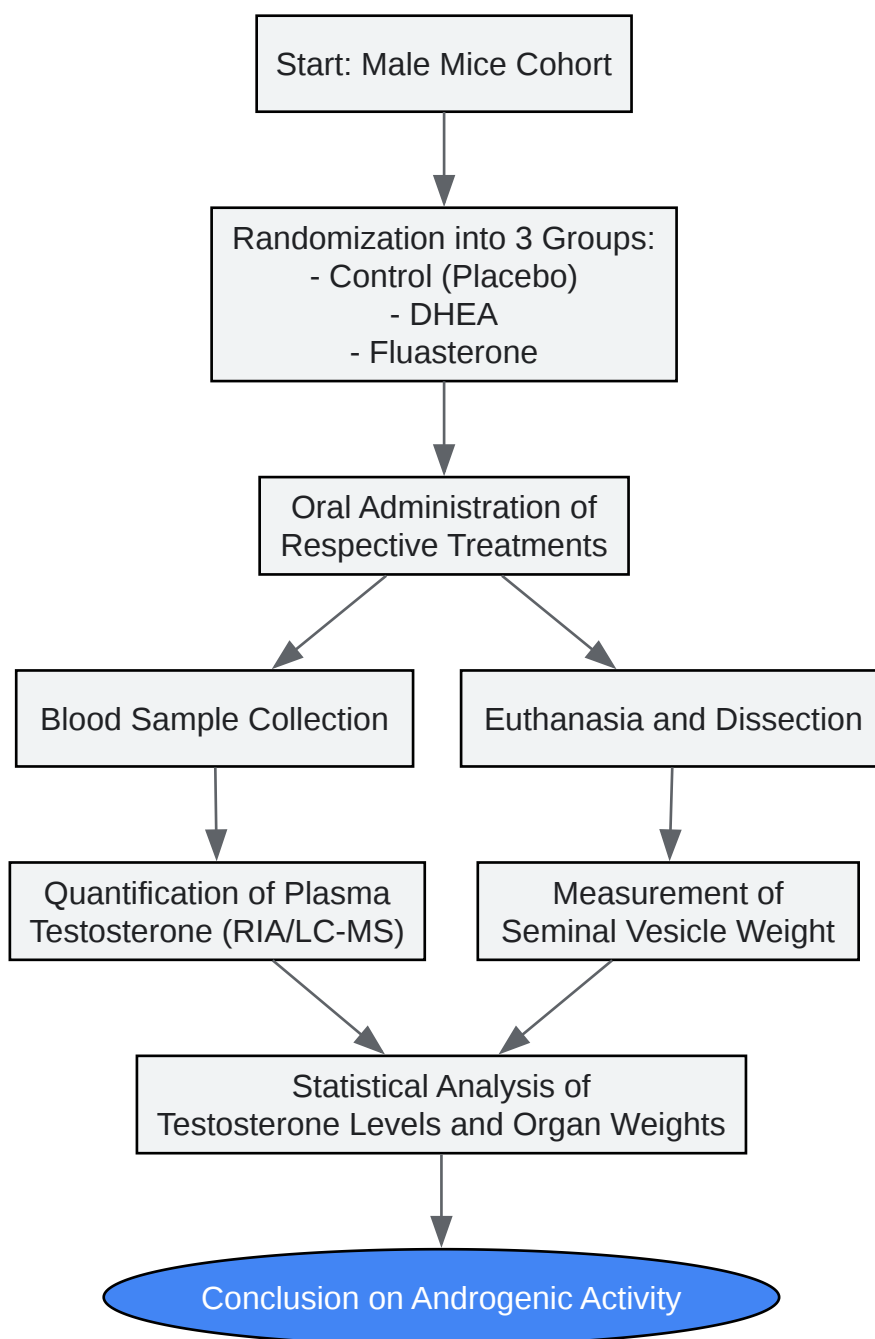 Start: Male Mice Cohort
Randomization into 3 Groups:
- Control (Placebo)
- DHEA
- Fluasterone
Oral Administration of
Respective Treatments
Blood Sample Collection
Euthanasia and Dissection
Quantification of Plasma
Testosterone (RIA/LC-MS)
Measurement of
Seminal Vesicle Weight
Statistical Analysis of
Testosterone Levels and Organ Weights
Conclusion on Androgenic Activity